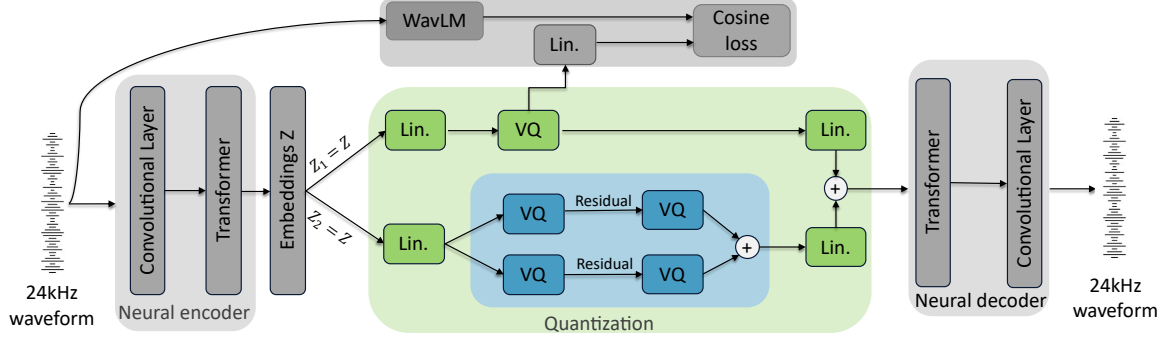 WavLM
Cosine
loss
Lin.
24kHz
waveform
Convolutional Layer
Transformer
Neural encoder
Embeddings Z
Z₁ = Z
Z₂ = Z
Lin.
VQ
Lin.
Lin.
VQ
Residual
VQ
VQ
Residual
VQ
+
+
Lin.
Quantization
Transformer
Convolutional Layer
Neural decoder
24kHz
waveform